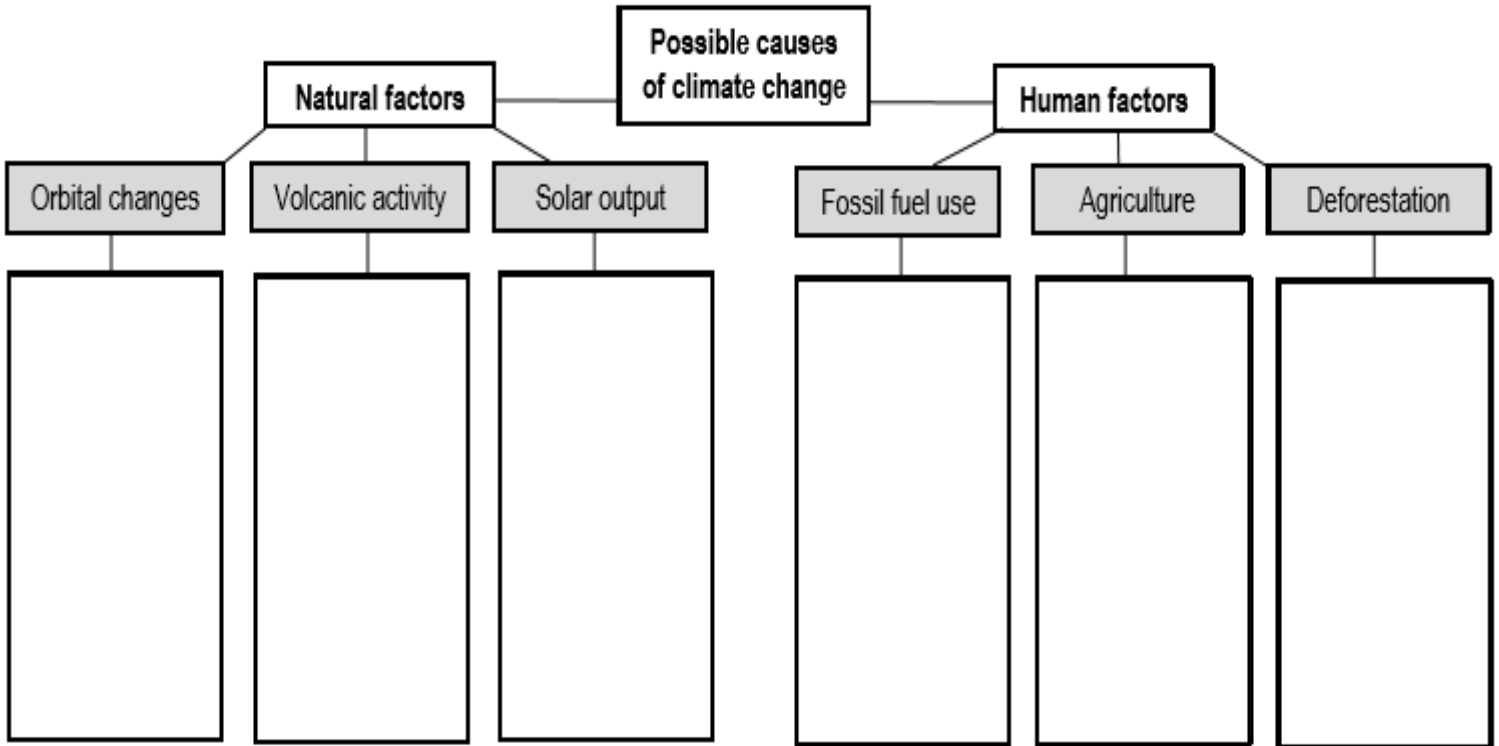 Possible causes
of climate change
Natural factors
Human factors
Orbital changes
Volcanic activity
Solar output
Fossil fuel use
Agriculture
Deforestation